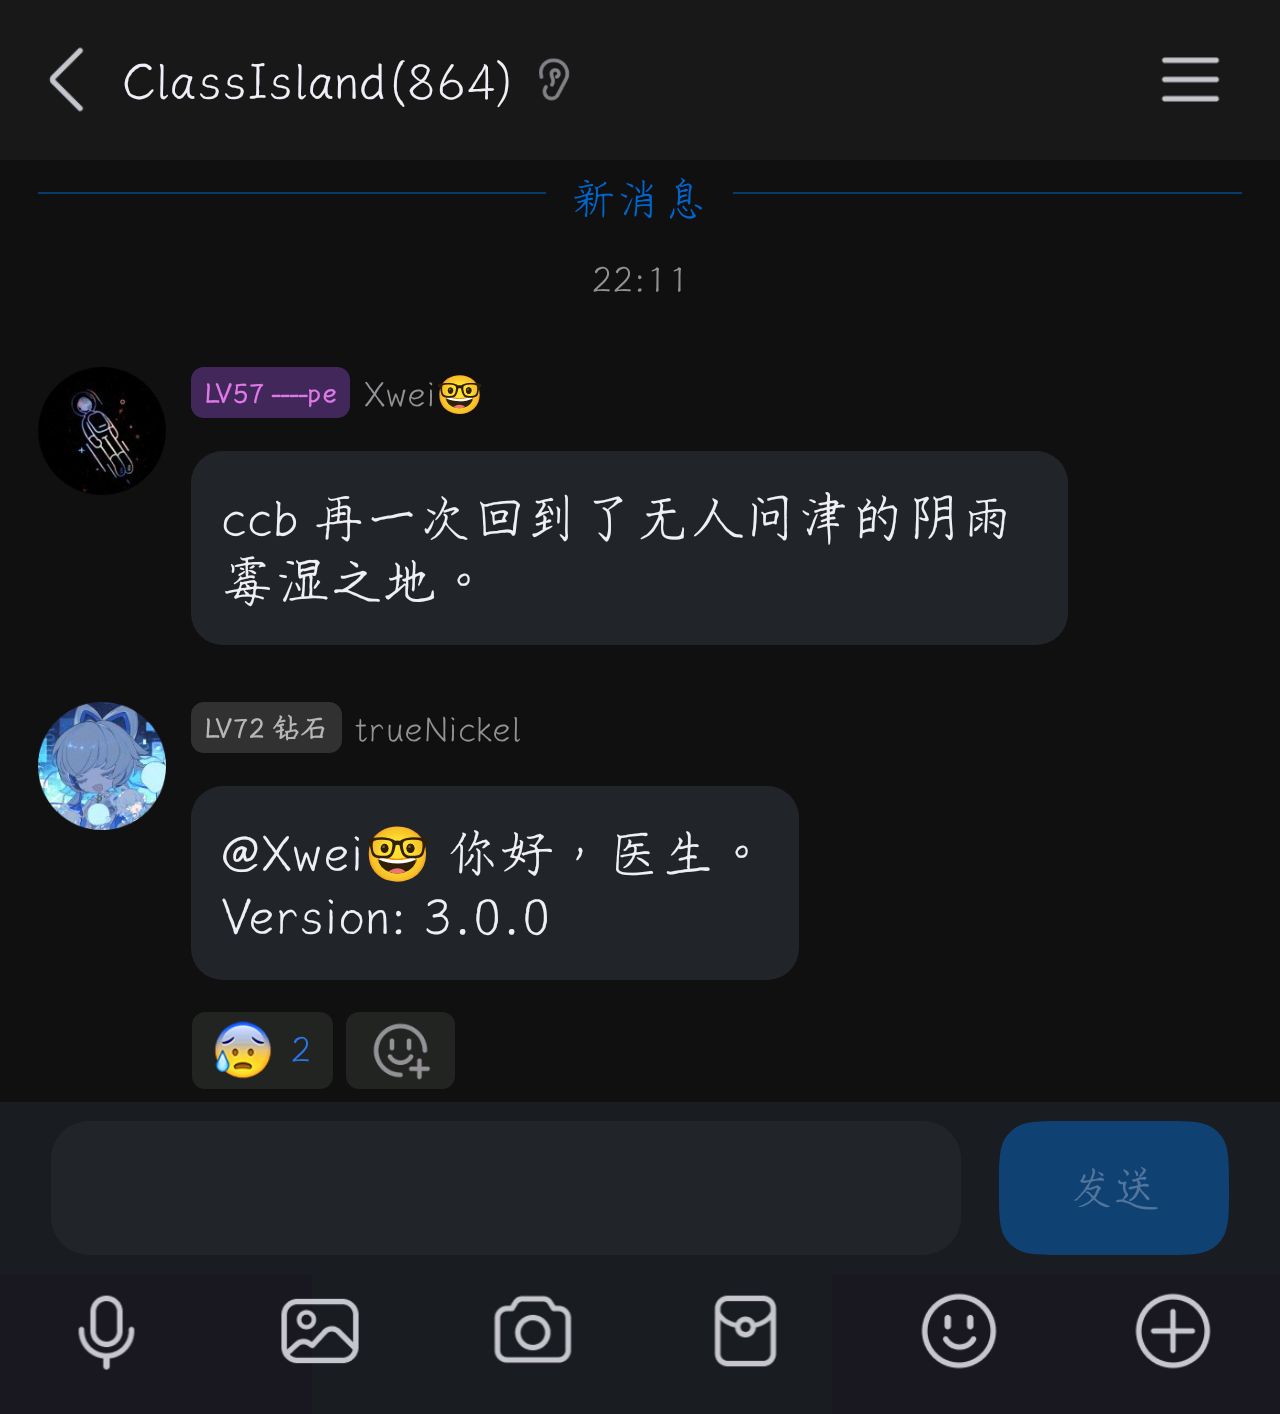 ClassIsland(864)
新消息
22:11
LV57 ----pe Xwei🤓
ccb 再一次回到了无人问津的阴雨
霉湿之地。
LV72 钻石 trueNickel
@Xwei🤓 你好，医生。
Version: 3.0.0
😰 2
发送